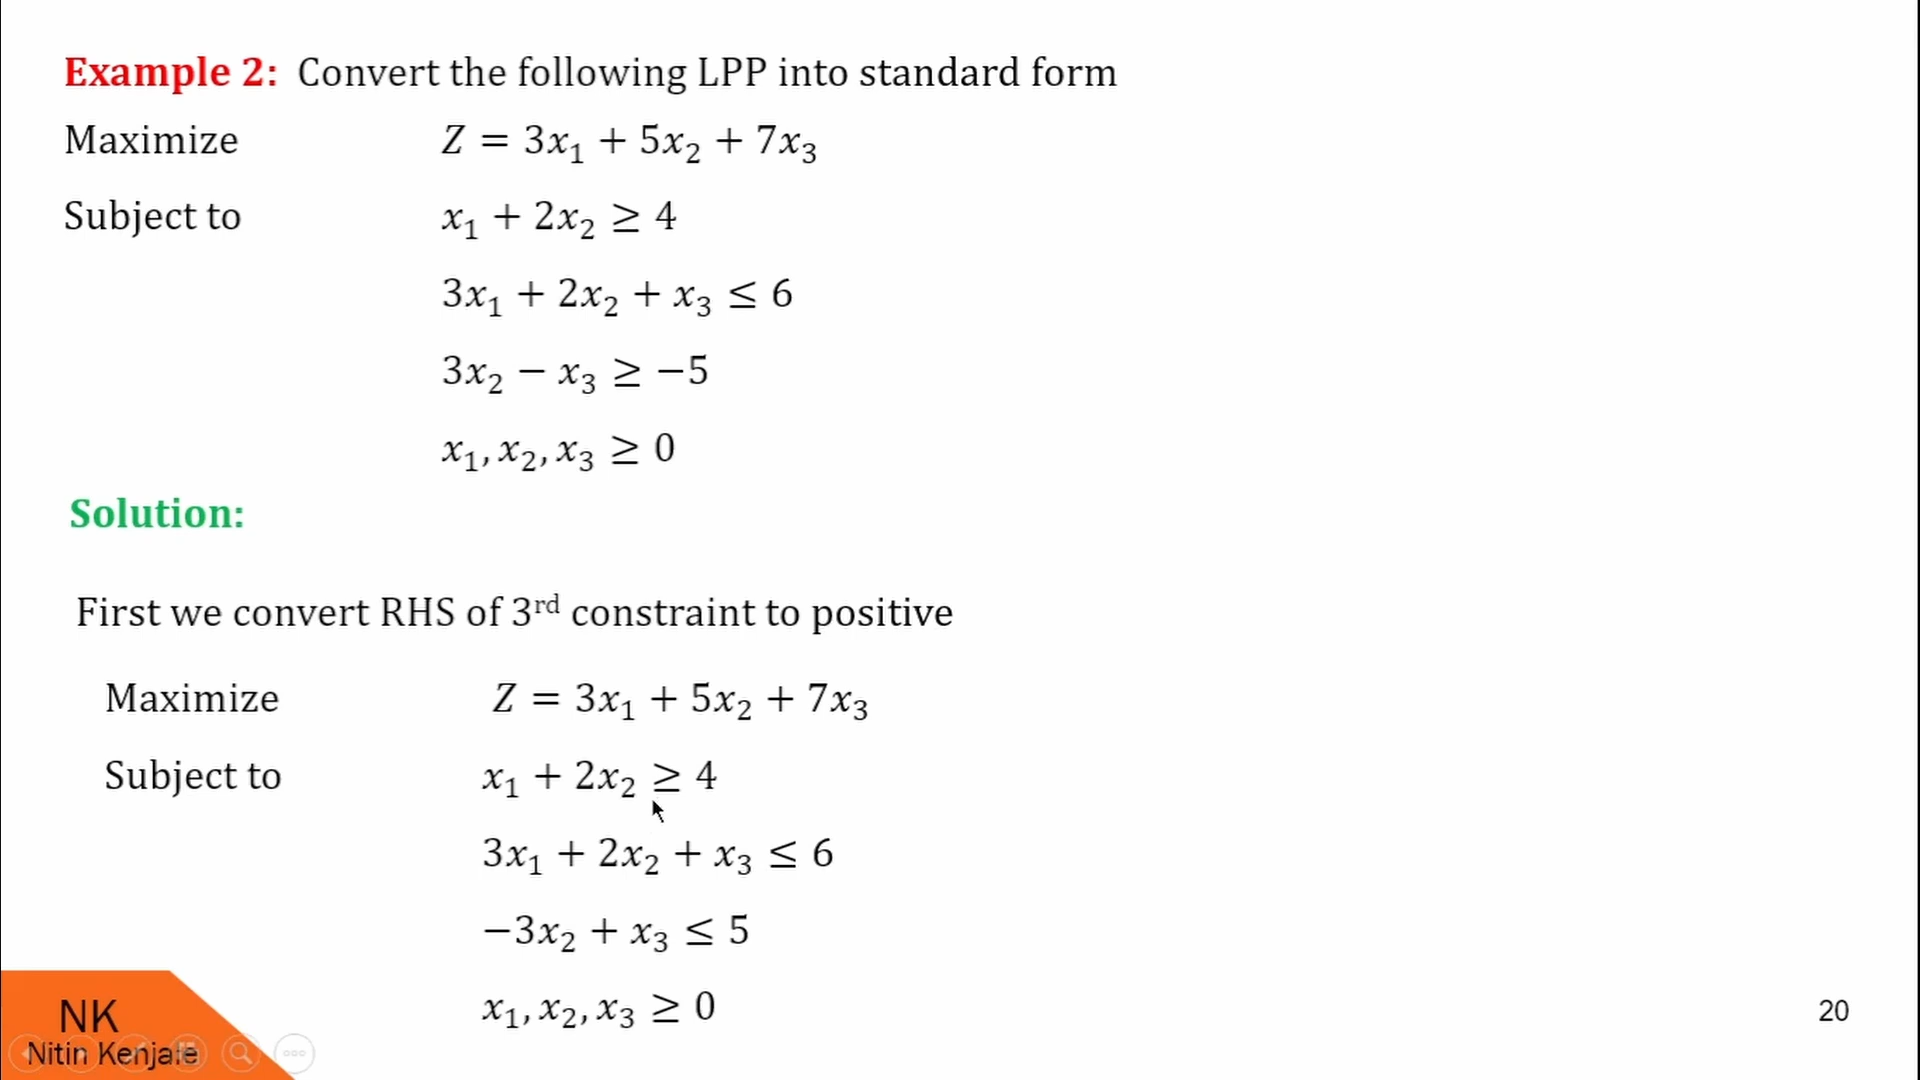 Example 2: Convert the following LPP into standard form
Maximize Z = 3x₁ + 5x₂ + 7x₃
Subject to x₁ + 2x₂ ≥ 4
3x₁ + 2x₂ + x₃ ≤ 6
3x₂ − x₃ ≥ −5
x₁, x₂, x₃ ≥ 0
Solution:
First we convert RHS of 3ʳᵈ constraint to positive
Maximize Z = 3x₁ + 5x₂ + 7x₃
Subject to x₁ + 2x₂ ≥ 4
3x₁ + 2x₂ + x₃ ≤ 6
−3x₂ + x₃ ≤ 5
x₁, x₂, x₃ ≥ 0
NK
Nitin Kenjale
20